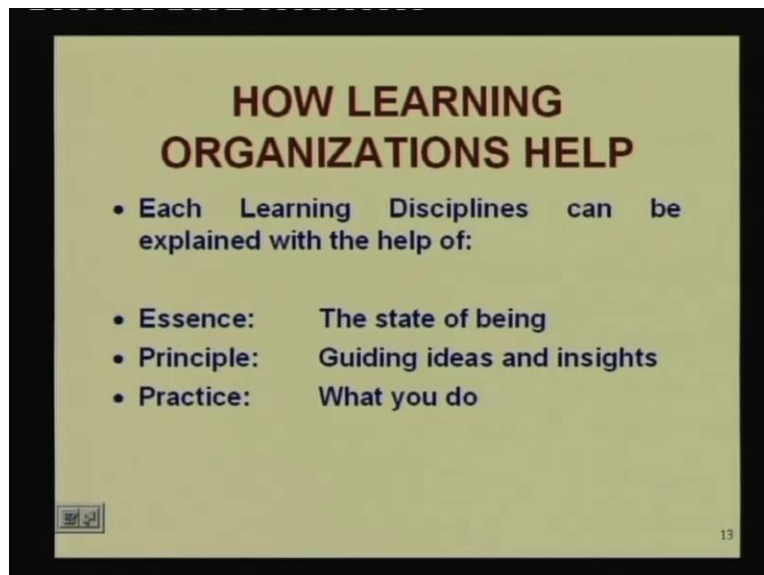 HOW LEARNING
ORGANIZATIONS HELP
• Each Learning Disciplines can be
explained with the help of:
• Essence: The state of being
• Principle: Guiding ideas and insights
• Practice: What you do
13